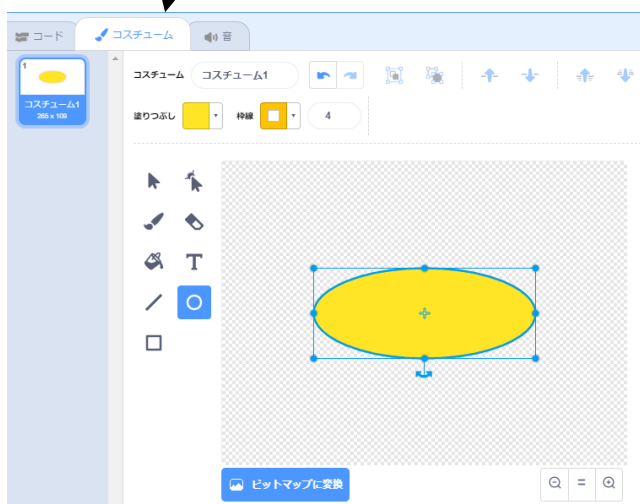 コード
コスチューム
音
1
コスチューム1
285 x 109
コスチューム
コスチューム1
塗りつぶし
枠線
4
T
ビットマップに変換